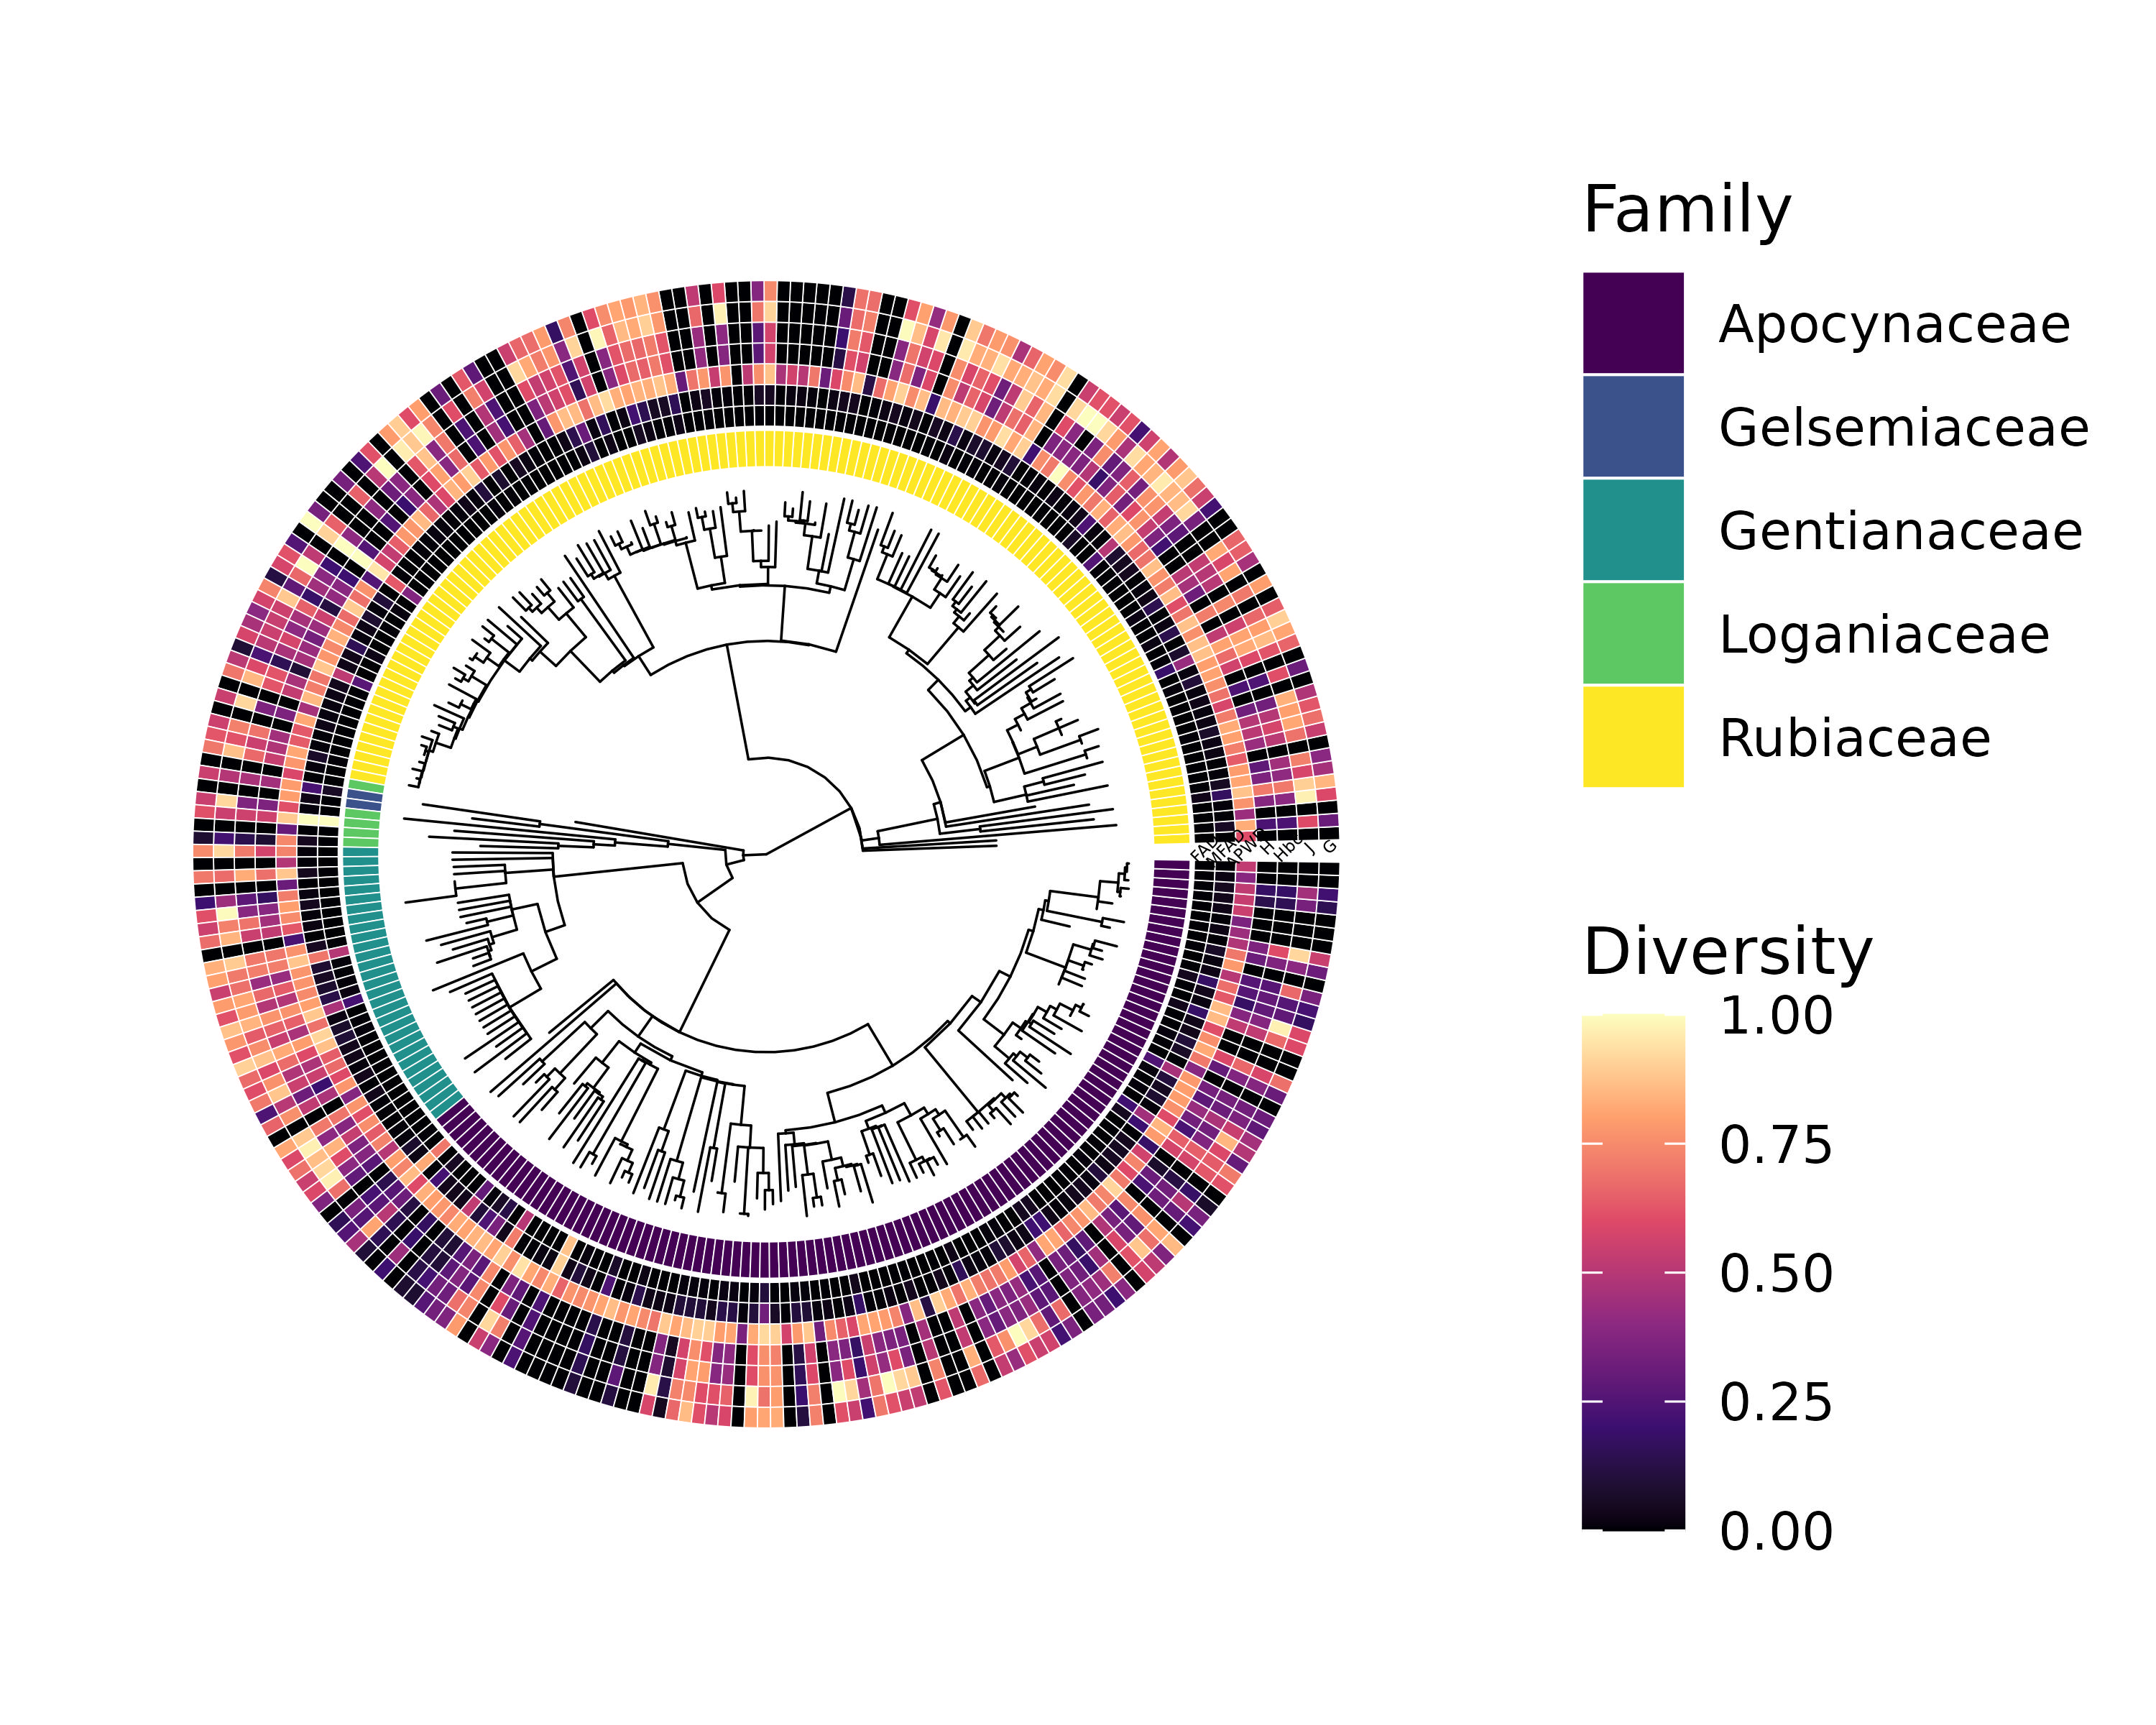 Family
Apocynaceae
Gelsemiaceae
Gentianaceae
Loganiaceae
Rubiaceae
Diversity
1.00
0.75
0.50
0.25
0.00
H
J
G